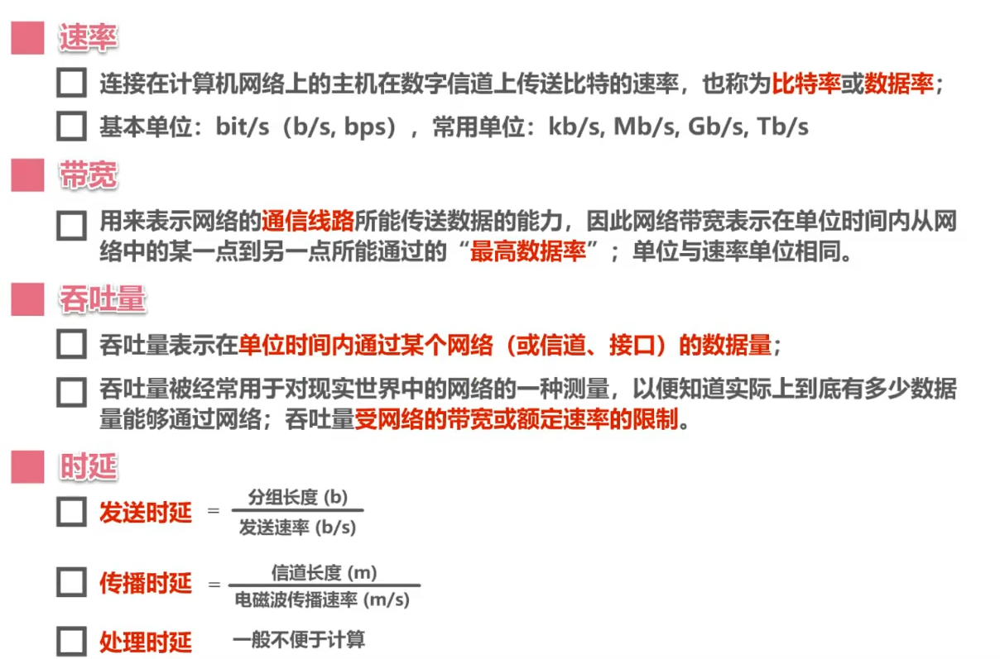 速率
连接在计算机网络上的主机在数字信道上传送比特的速率，也称为比特率或数据率；
基本单位：bit/s（b/s, bps），常用单位：kb/s, Mb/s, Gb/s, Tb/s
带宽
用来表示网络的通信线路所能传送数据的能力，因此网络带宽表示在单位时间内从网
络中的某一点到另一点所能通过的“最高数据率”；单位与速率单位相同。
吞吐量
吞吐量表示在单位时间内通过某个网络（或信道、接口）的数据量；
吞吐量被经常用于对现实世界中的网络的一种测量，以便知道实际上到底有多少数据
量能够通过网络；吞吐量受网络的带宽或额定速率的限制。
时延
分组长度 (b)
发送时延 =
发送速率 (b/s)
信道长度 (m)
传播时延 =
电磁波传播速率 (m/s)
处理时延 一般不便于计算